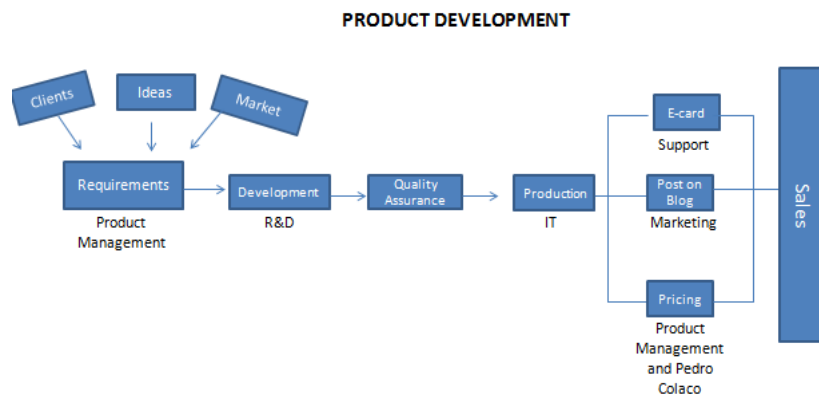 PRODUCT DEVELOPMENT
Clients
Ideas
Market
Requirements
Product
Management
Development
R&D
Quality
Assurance
Production
IT
E-card
Support
Post on
Blog
Marketing
Pricing
Product
Management
and Pedro
Colaco
Sales